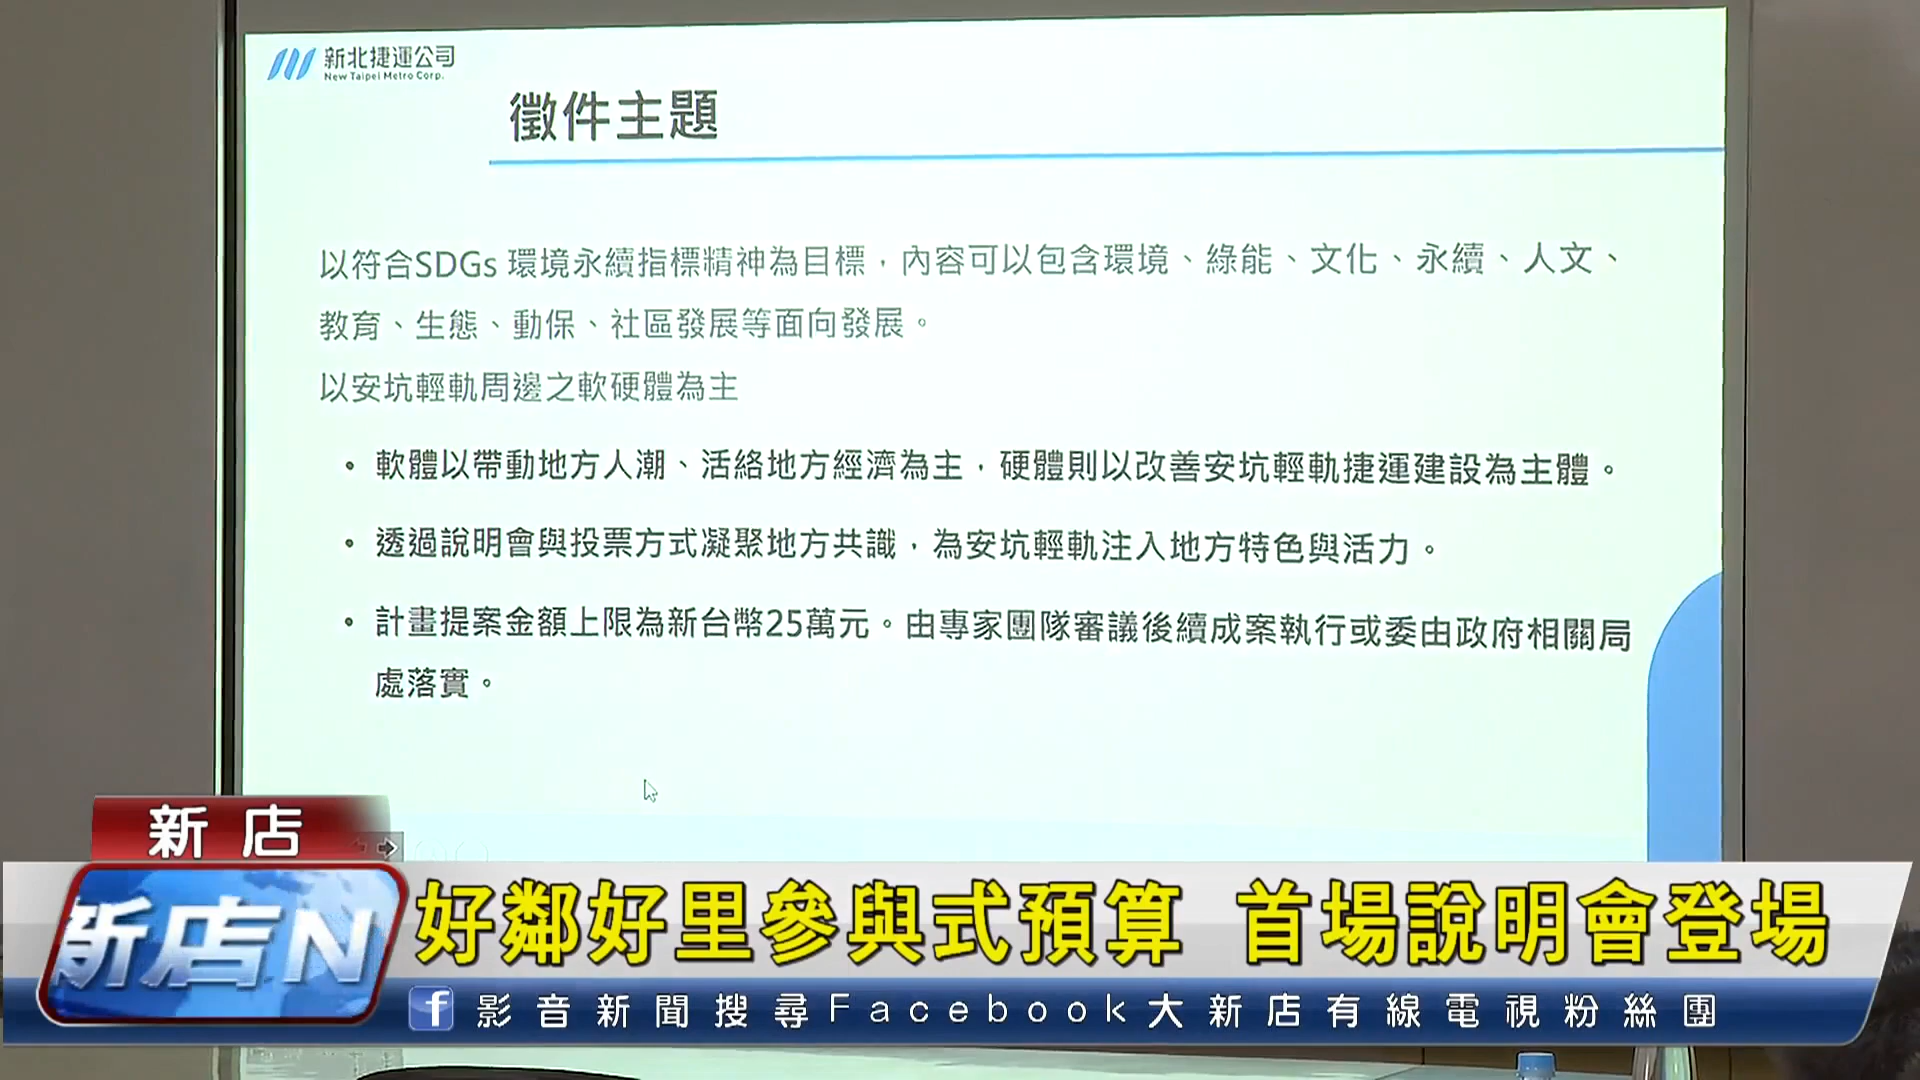 新北捷運公司
New Taipei Metro Corp.
徵件主題
以符合SDGs 環境永續指標精神為目標，內容可以包含環境、綠能、文化、永續、人文、
教育、生態、動保、社區發展等面向發展。
以安坑輕軌周邊之軟硬體為主
• 軟體以帶動地方人潮、活絡地方經濟為主，硬體則以改善安坑輕軌捷運建設為主體。
• 透過說明會與投票方式凝聚地方共識，為安坑輕軌注入地方特色與活力。
• 計畫提案金額上限為新台幣25萬元。由專家團隊審議後續成案執行或委由政府相關局
處落實。
新店
新店N
好鄰好里參與式預算 首場說明會登場
f 影音新聞搜尋Facebook大新店有線電視粉絲團